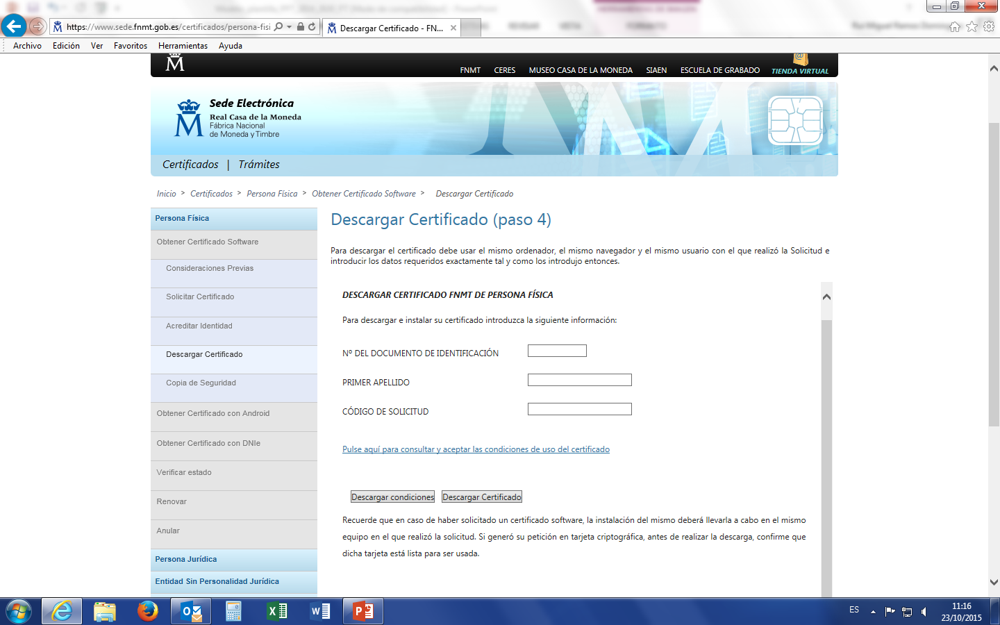 https://www.sede.fnmt.gob.es/certificados/persona-fisi
Descargar Certificado - FN...
Archivo Edición Ver Favoritos Herramientas Ayuda
FNMT CERES MUSEO CASA DE LA MONEDA SIAEN ESCUELA DE GRABADO TIENDA VIRTUAL
Sede Electrónica
Real Casa de la Moneda
Fábrica Nacional
de Moneda y Timbre
Certificados | Trámites
Inicio > Certificados > Persona Física > Obtener Certificado Software > Descargar Certificado
Persona Física
Obtener Certificado Software
Consideraciones Previas
Solicitar Certificado
Acreditar Identidad
Descargar Certificado
Copia de Seguridad
Obtener Certificado con Android
Obtener Certificado con DNIe
Verificar estado
Renovar
Anular
Persona Jurídica
Entidad Sin Personalidad Jurídica
Descargar Certificado (paso 4)
Para descargar el certificado debe usar el mismo ordenador, el mismo navegador y el mismo usuario con el que realizó la Solicitud e
introducir los datos requeridos exactamente tal y como los introdujo entonces.
DESCARGAR CERTIFICADO FNMT DE PERSONA FÍSICA
Para descargar e instalar su certificado introduzca la siguiente información:
Nº DEL DOCUMENTO DE IDENTIFICACIÓN
PRIMER APELLIDO
CÓDIGO DE SOLICITUD
Pulse aquí para consultar y aceptar las condiciones de uso del certificado
Descargar condiciones Descargar Certificado
Recuerde que en caso de haber solicitado un certificado software, la instalación del mismo deberá llevarla a cabo en el mismo
equipo en el que realizó la solicitud. Si generó su petición en tarjeta criptográfica, antes de realizar la descarga, confirme que
dicha tarjeta está lista para ser usada.
ES
11:16
23/10/2015